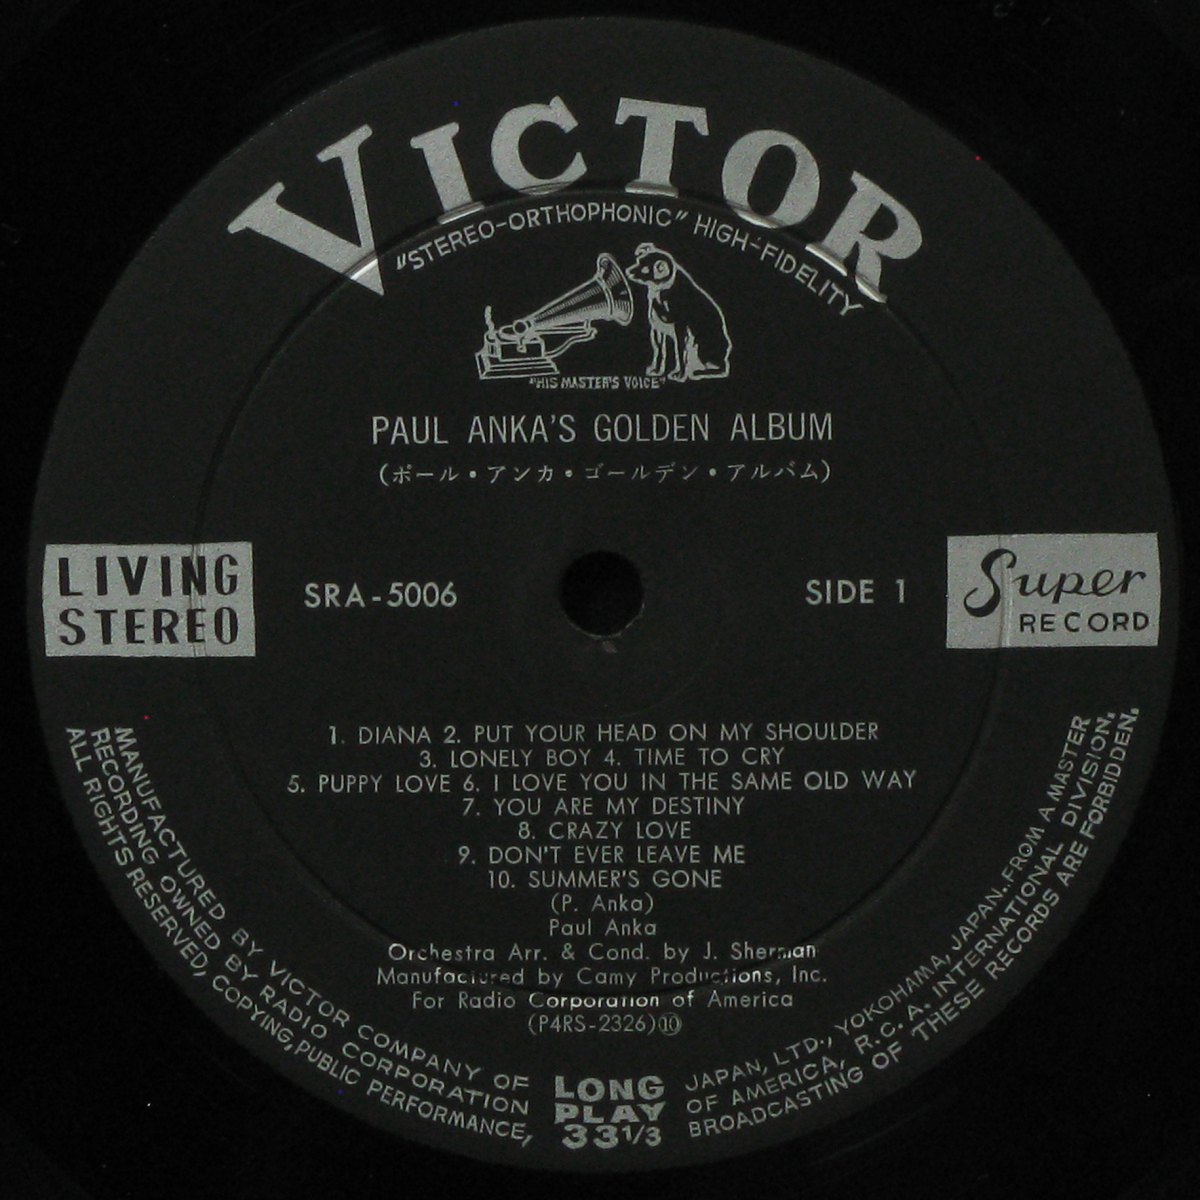 VICTOR
"STEREO-ORTHOPHONIC" HIGH-FIDELITY
"HIS MASTER'S VOICE"
PAUL ANKA'S GOLDEN ALBUM
(ポール・アンカ・ゴールデン・アルバム)
LIVING
STEREO
SRA-5006
SIDE 1
Super
RECORD
1. DIANA 2. PUT YOUR HEAD ON MY SHOULDER
3. LONELY BOY 4. TIME TO CRY
5. PUPPY LOVE 6. I LOVE YOU IN THE SAME OLD WAY
7. YOU ARE MY DESTINY
8. CRAZY LOVE
9. DON'T EVER LEAVE ME
10. SUMMER'S GONE
(P. Anka)
Paul Anka
Orchestra Arr. & Cond. by J. Sherman
Manufactured by Camy Productions, Inc.
For Radio Corporation of America
(P4RS-2326)⑩
MANUFACTURED BY VICTOR COMPANY OF JAPAN, LTD., YOKOHAMA, JAPAN..FROM A MASTER
RECORDING OWNED BY RADIO CORPORATION OF AMERICA, R.C.A. INTERNATIONAL DIVISION.
ALL RIGHTS RESERVED, COPYING, PUBLIC PERFORMANCE, BROADCASTING OF THESE RECORDS ARE FORBIDDEN.
LONG
PLAY
33 1/3